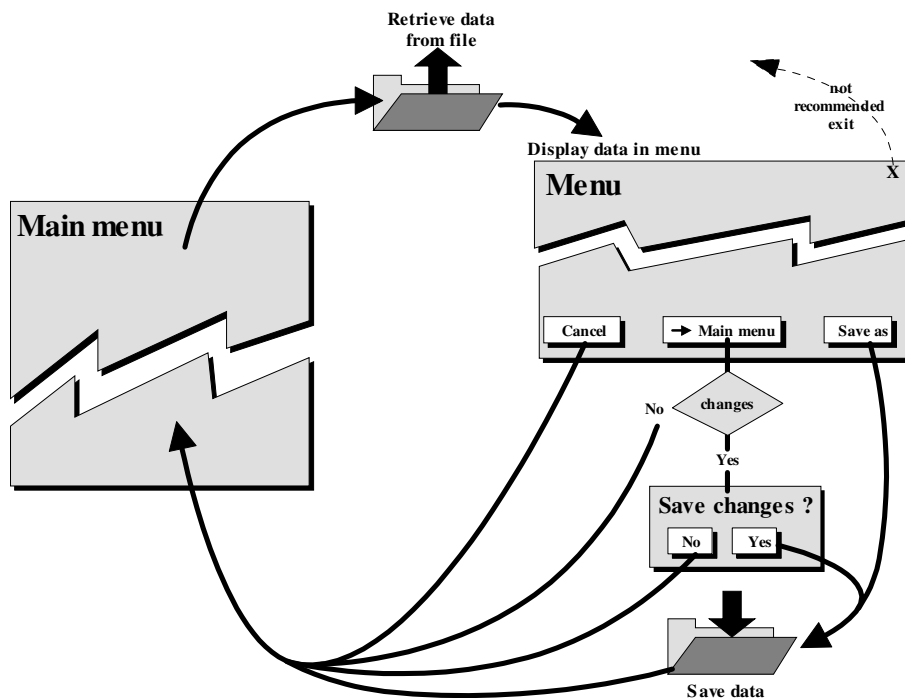 Retrieve data
from file
not
recommended
exit
Display data in menu
X
Menu
Main menu
Cancel
→ Main menu
Save as
No
changes
Yes
Save changes ?
No
Yes
Save data